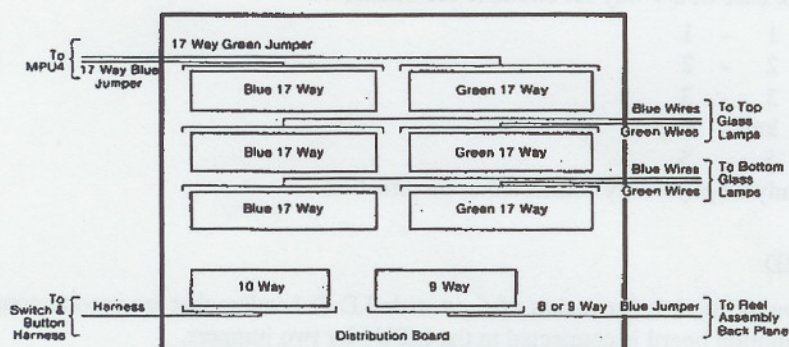 17 Way Green Jumper
To
MPU4
17 Way Blue
Jumper
Blue 17 Way
Green 17 Way
Blue Wires
Green Wires
To Top
Glass
Lamps
Blue 17 Way
Green 17 Way
Blue Wires
Green Wires
To Bottom
Glass
Lamps
Blue 17 Way
Green 17 Way
10 Way
9 Way
To
Switch &
Button
Harness
Harness
8 or 9 Way Blue Jumper
To Reel
Assembly
Back Plane
Distribution Board